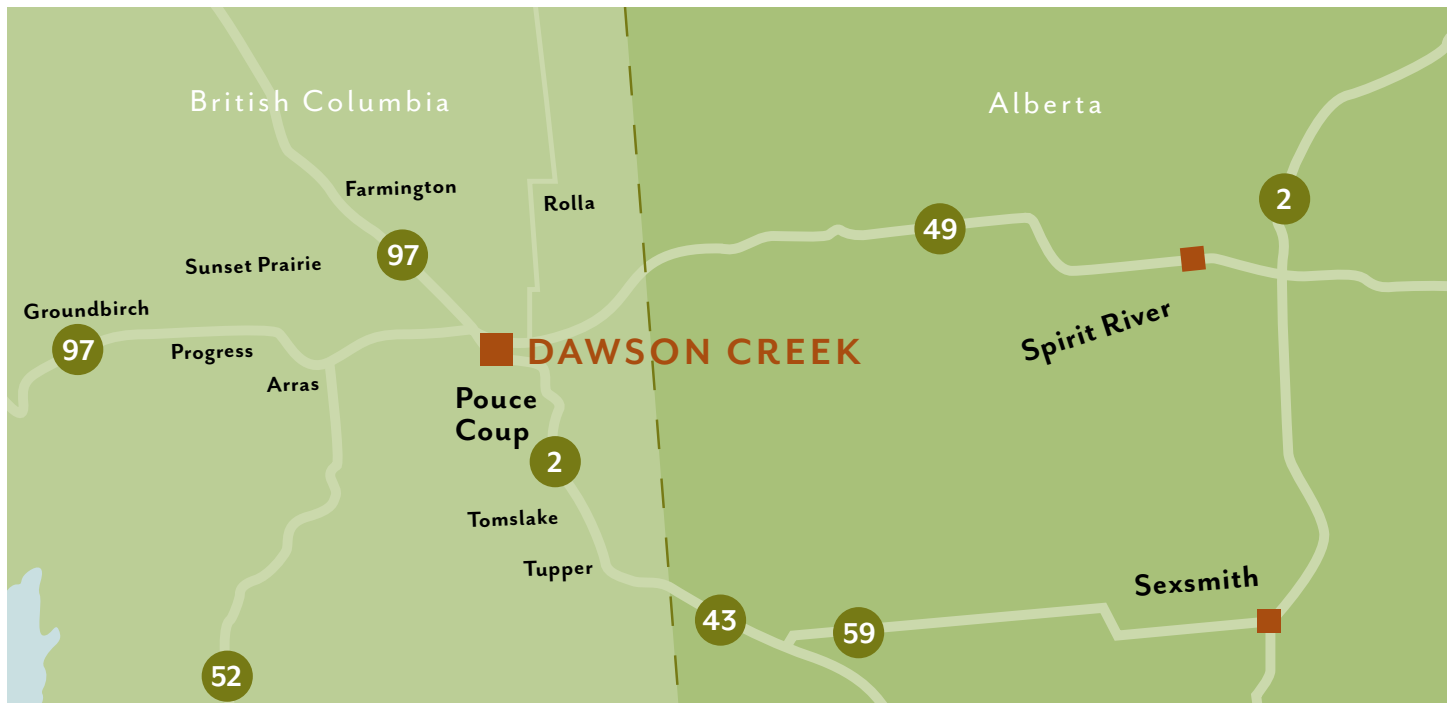 British Columbia
Alberta
Farmington
Rolla
2
49
97
Sunset Prairie
Groundbirch
97
Progress
DAWSON CREEK
Spirit River
Arras
Pouce
Coup
2
Tomslake
Tupper
Sexsmith
43
59
52